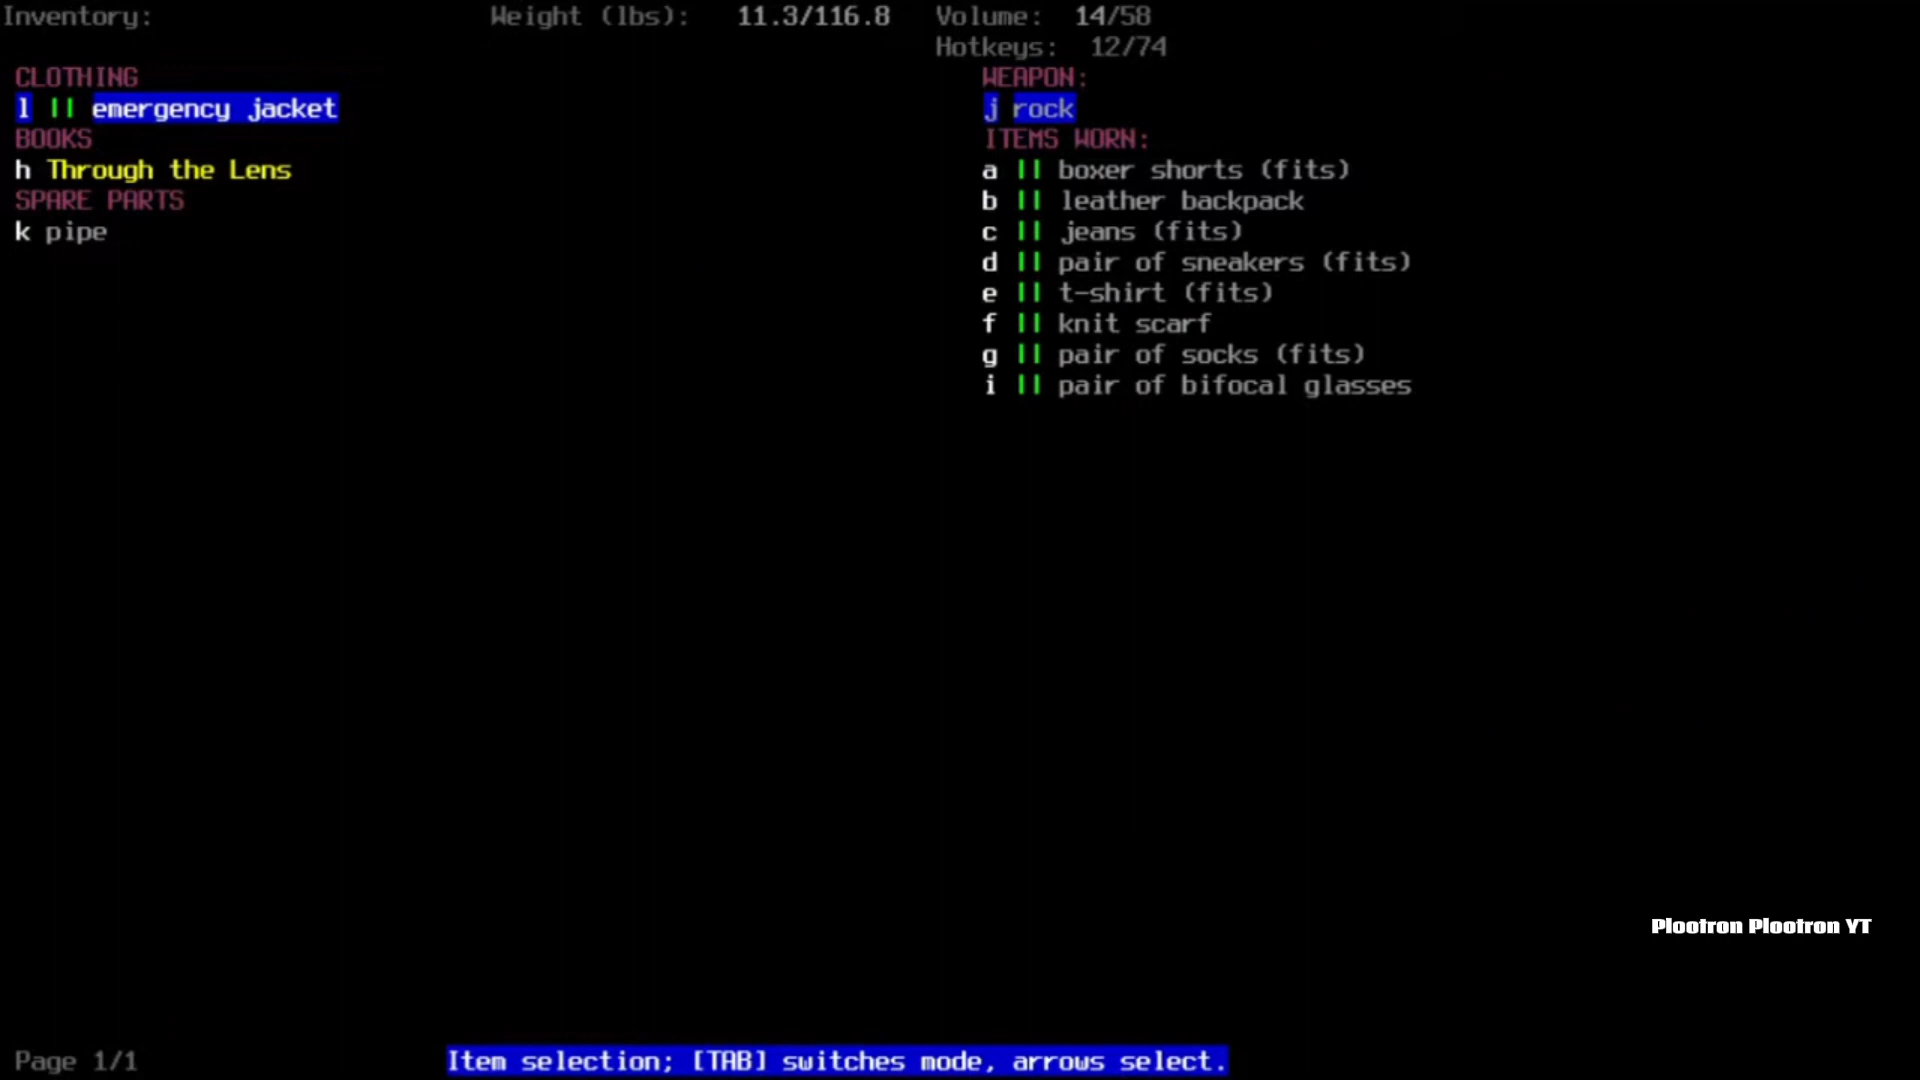 Inventory: Weight (lbs): 11.3/116.8 Volume: 14/58
Hotkeys: 12/74
CLOTHING
l || emergency jacket
BOOKS
h Through the Lens
SPARE PARTS
k pipe
WEAPON:
j rock
ITEMS WORN:
a || boxer shorts (fits)
b || leather backpack
c || jeans (fits)
d || pair of sneakers (fits)
e || t-shirt (fits)
f || knit scarf
g || pair of socks (fits)
i || pair of bifocal glasses
Plootron Plootron YT
Page 1/1 Item selection; [TAB] switches mode, arrows select.